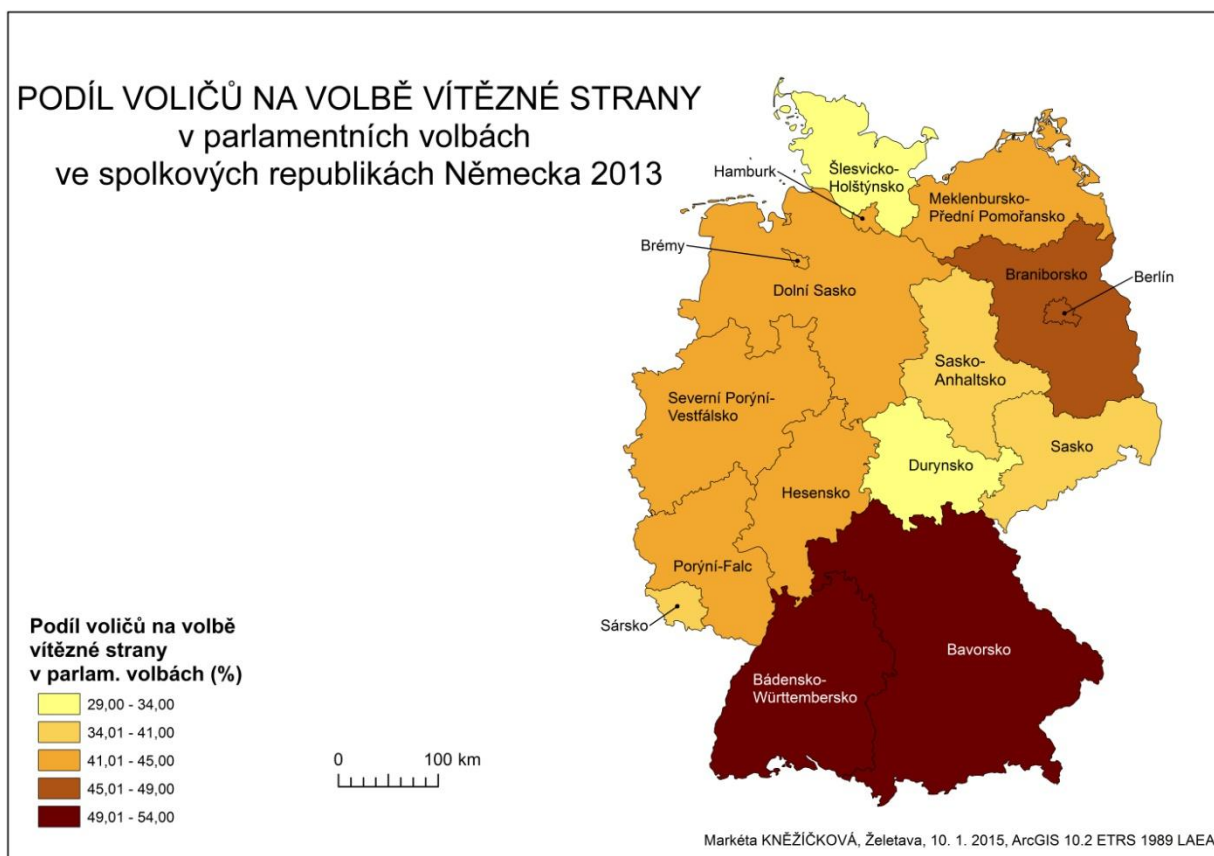 PODÍL VOLIČŮ NA VOLBĚ VÍTĚZNÉ STRANY
v parlamentních volbách
ve spolkových republikách Německa 2013
Šlesvicko-
Holštýnsko
Hamburk
Meklenbursko-
Přední Pomořansko
Brémy
Braniborsko
Berlín
Dolní Sasko
Sasko-
Anhaltsko
Severní Porýní-
Vestfálsko
Sasko
Durynsko
Hesensko
Porýní-Falc
Sársko
Bavorsko
Bádensko-
Württembersko
Podíl voličů na volbě
vítězné strany
v parlam. volbách (%)
29,00 - 34,00
34,01 - 41,00
41,01 - 45,00
45,01 - 49,00
49,01 - 54,00
0 100 km
Markéta KNĚŽÍČKOVÁ, Želetava, 10. 1. 2015, ArcGIS 10.2 ETRS 1989 LAEA